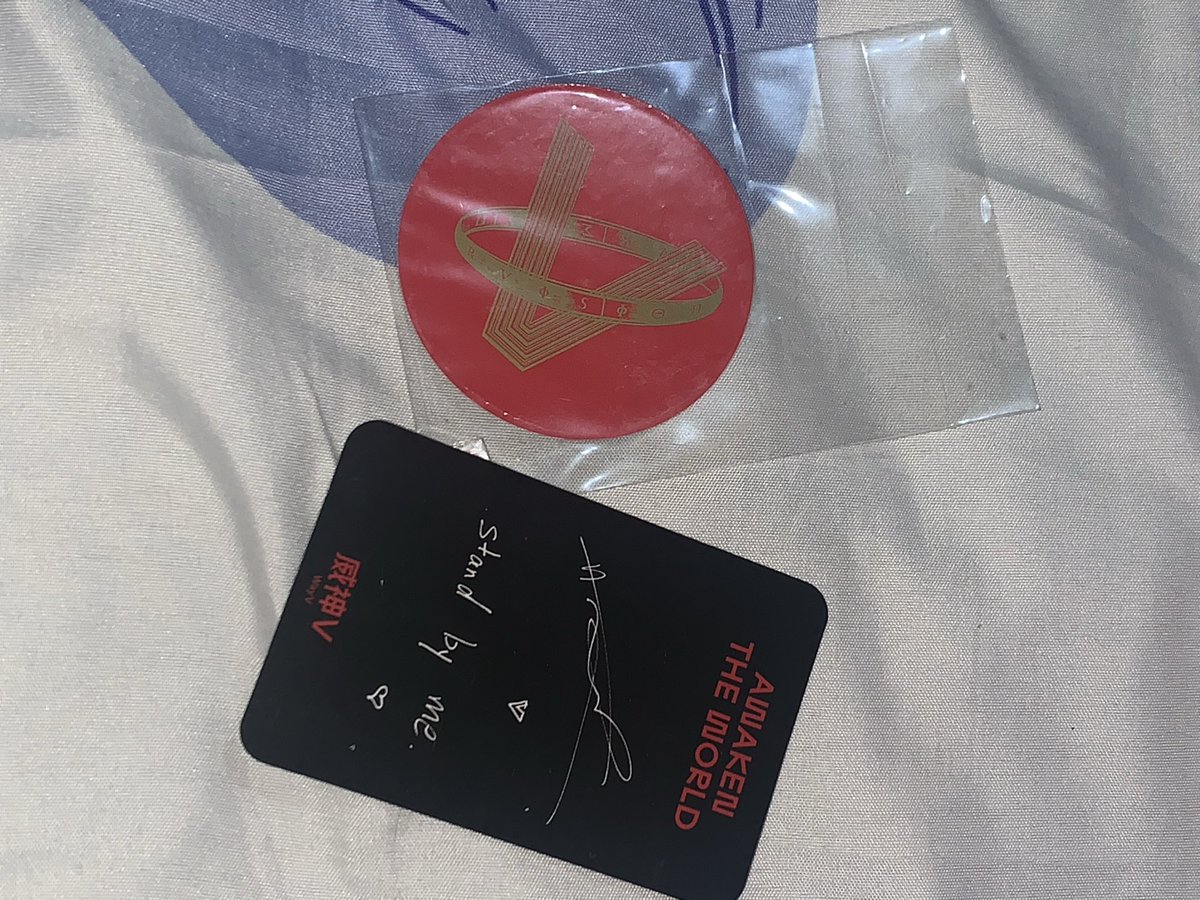 AWAKEN
THE WORLD
stand by me.
威神V
WayV